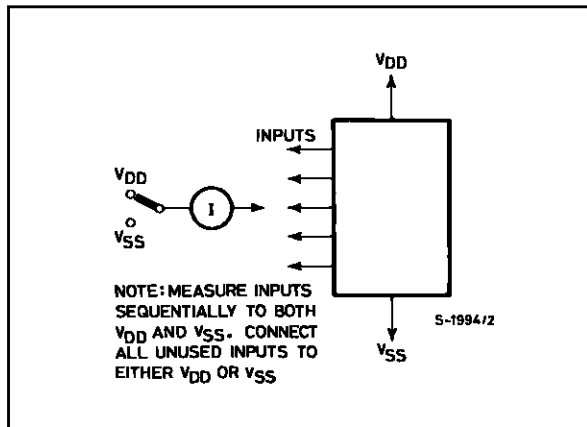 VDD
INPUTS
VDD
I
VSS
NOTE: MEASURE INPUTS
SEQUENTIALLY TO BOTH
VDD AND VSS. CONNECT
ALL UNUSED INPUTS TO
EITHER VDD OR VSS
S-1994/2
VSS